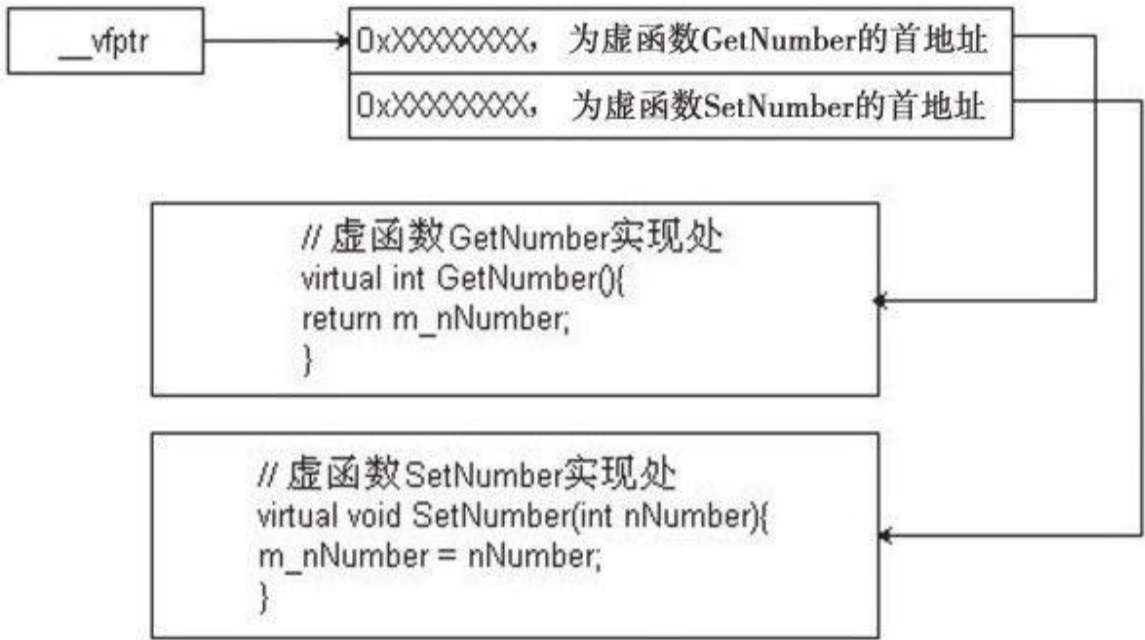 __vfptr
0xXXXXXXXX， 为虚函数GetNumber的首地址
0xXXXXXXXX， 为虚函数SetNumber的首地址
// 虚函数GetNumber实现处
virtual int GetNumber(){
return m_nNumber;
}
// 虚函数SetNumber实现处
virtual void SetNumber(int nNumber){
m_nNumber = nNumber;
}